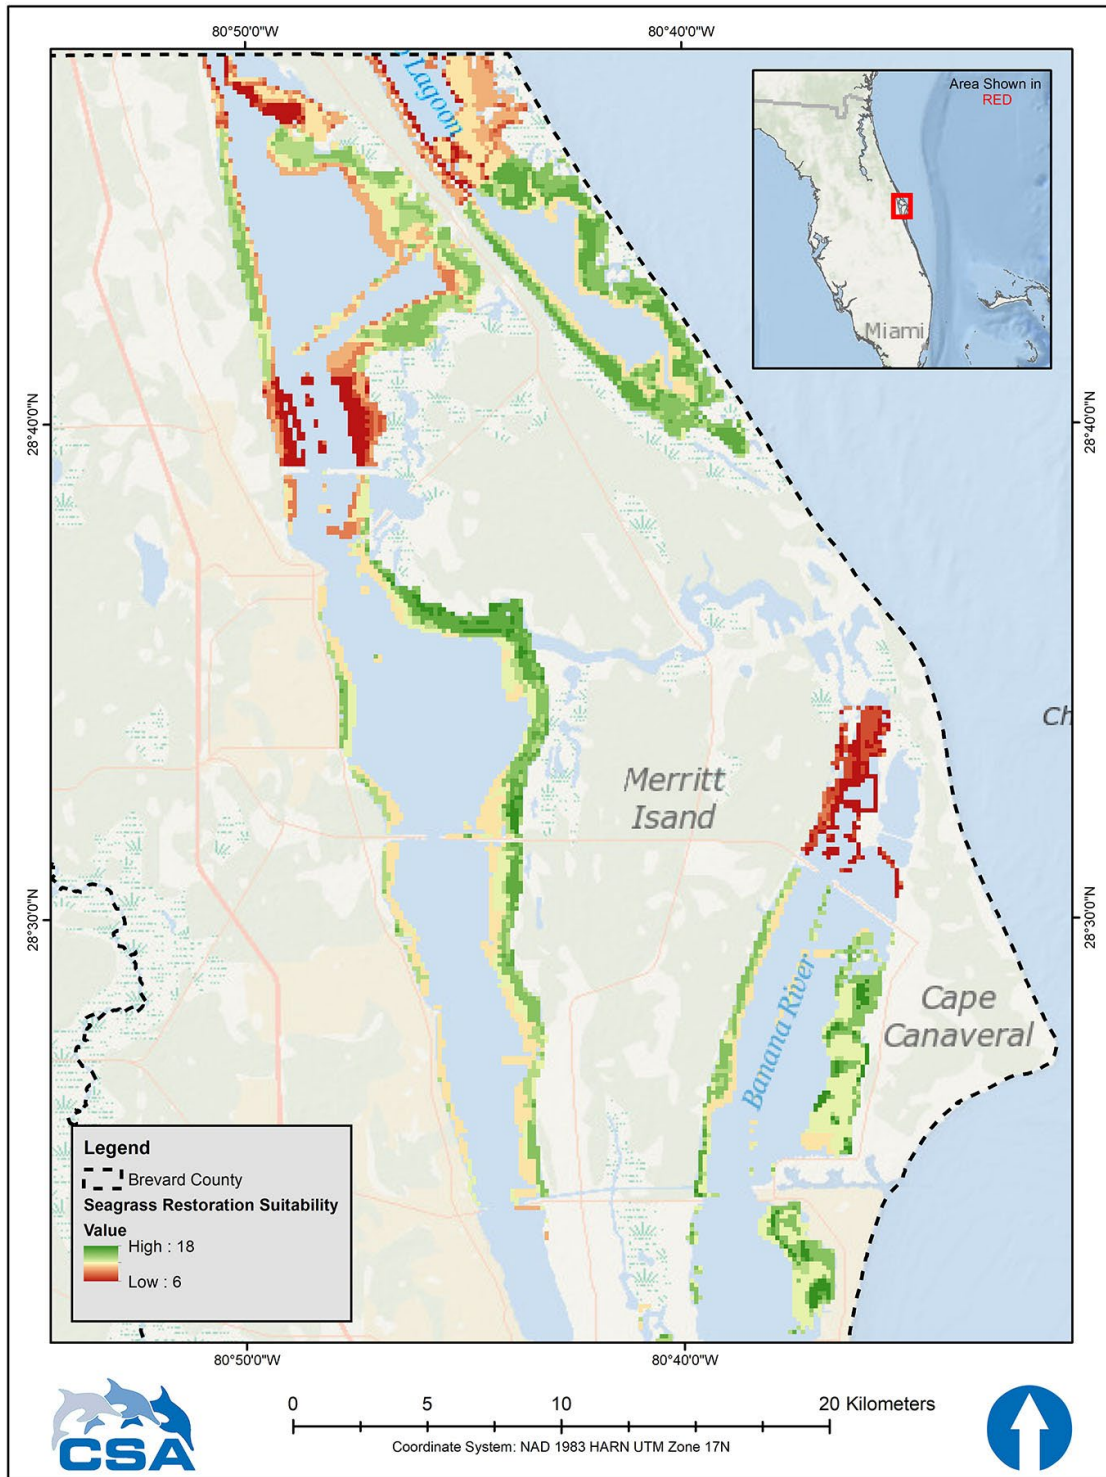 80°50'0"W
80°40'0"W
Lagoon
Area Shown in
RED
Miami
28°40'0"N
28°40'0"N
Ch
Merritt
Isand
28°30'0"N
28°30'0"N
Banana River
Cape
Canaveral
Legend
Brevard County
Seagrass Restoration Suitability
Value
High : 18
Low : 6
80°50'0"W
80°40'0"W
0 5 10 20 Kilometers
Coordinate System: NAD 1983 HARN UTM Zone 17N
CSA